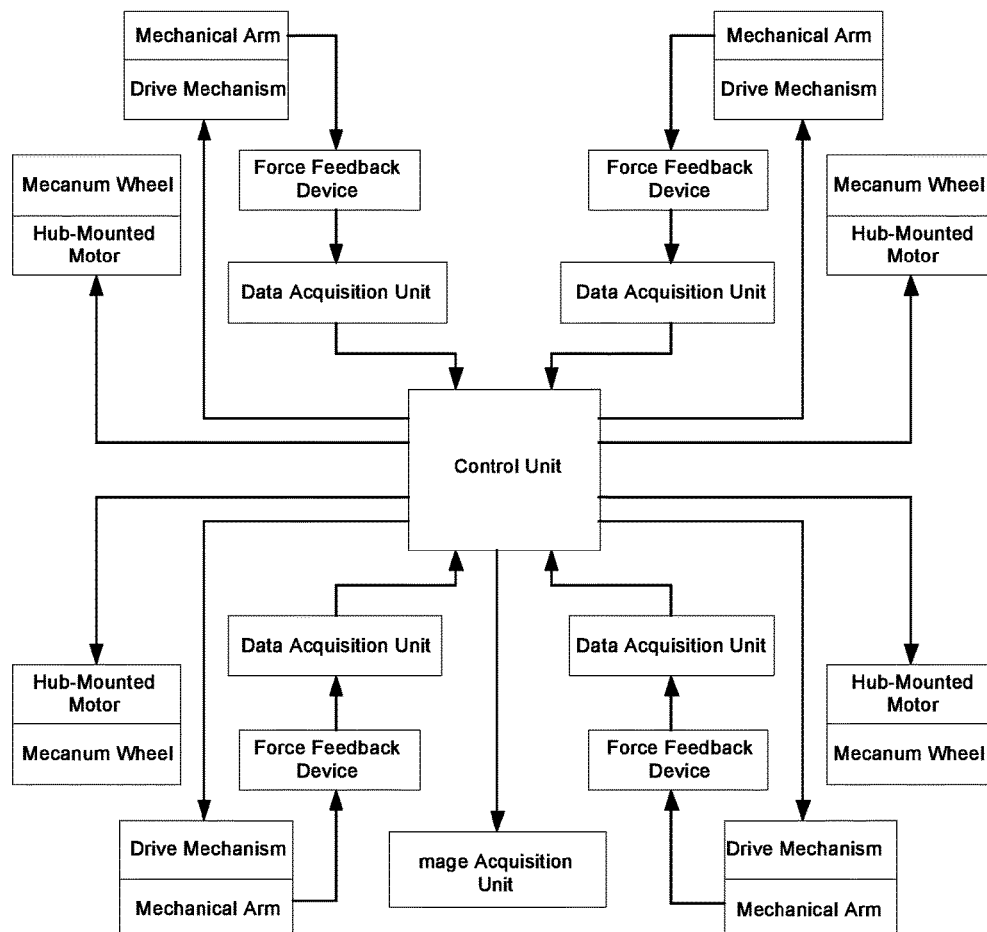 Mechanical Arm
Drive Mechanism
Mechanical Arm
Drive Mechanism
Mecanum Wheel
Hub-Mounted
Motor
Force Feedback
Device
Force Feedback
Device
Mecanum Wheel
Hub-Mounted
Motor
Data Acquisition Unit
Data Acquisition Unit
Control Unit
Data Acquisition Unit
Data Acquisition Unit
Hub-Mounted
Motor
Mecanum Wheel
Force Feedback
Device
Force Feedback
Device
Hub-Mounted
Motor
Mecanum Wheel
Drive Mechanism
Mechanical Arm
mage Acquisition
Unit
Drive Mechanism
Mechanical Arm